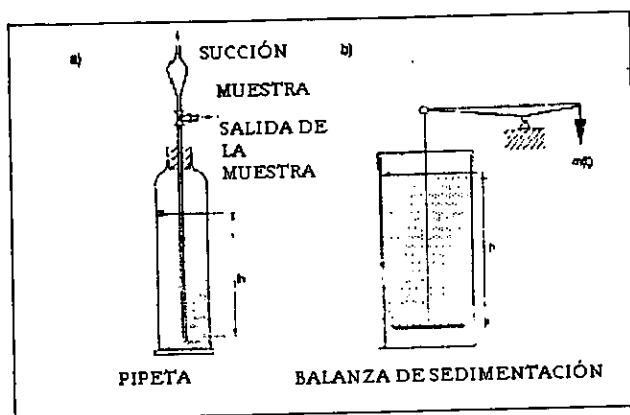 a)
SUCCIÓN
MUESTRA
SALIDA DE
LA
MUESTRA
h
PIPETA
b)
h
BALANZA DE SEDIMENTACIÓN